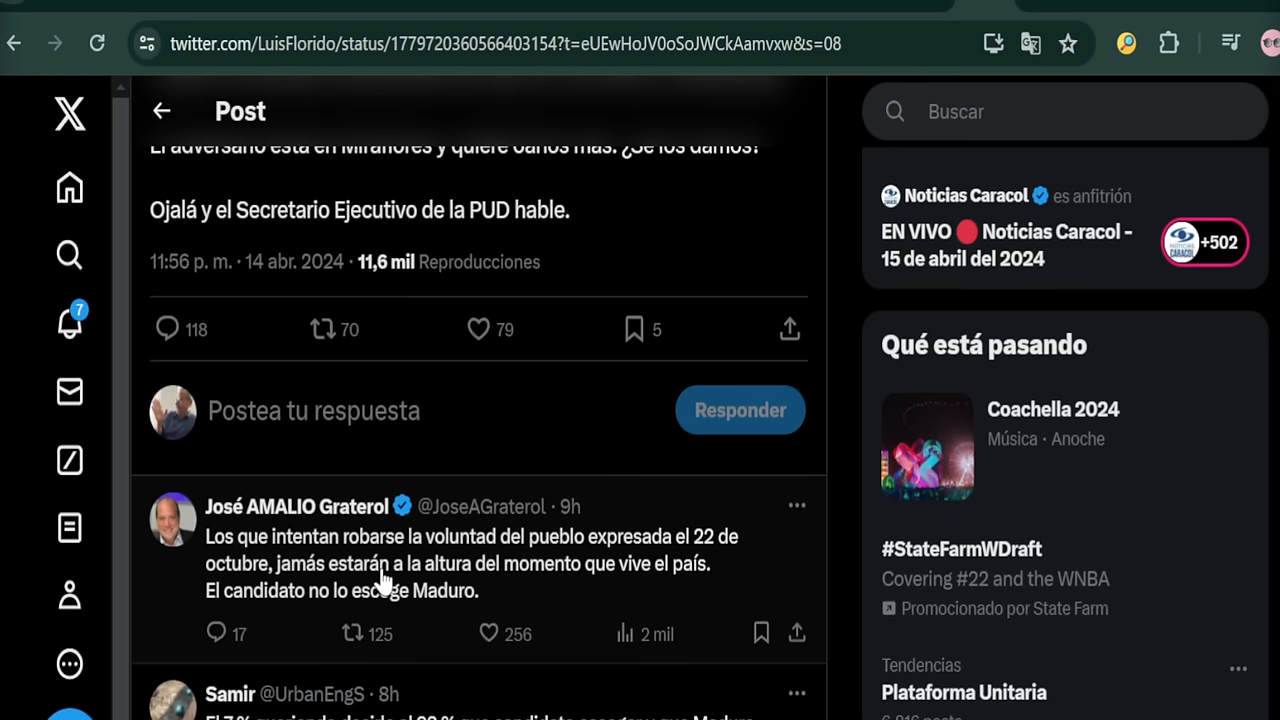 twitter.com/LuisFlorido/status/1779720360566403154?t=eUEwHoJV0oSoJWCkAamvxw&s=08
Post
El adversario está en Miraflores y quiere 6años más. ¿Se los damos?
Ojalá y el Secretario Ejecutivo de la PUD hable.
11:56 p. m. · 14 abr. 2024 · 11,6 mil Reproducciones
118 70 79 5
Postea tu respuesta
Responder
José AMALIO Graterol @JoseAGraterol · 9h
Los que intentan robarse la voluntad del pueblo expresada el 22 de
octubre, jamás estarán a la altura del momento que vive el país.
El candidato no lo escoge Maduro.
17 125 256 2 mil
Samir @UrbanEngS · 8h
7
Buscar
Noticias Caracol es anfitrión
EN VIVO 🔴 Noticias Caracol -
15 de abril del 2024
+502
Qué está pasando
Coachella 2024
Música · Anoche
#StateFarmWDraft
Covering #22 and the WNBA
Promocionado por State Farm
Tendencias
Plataforma Unitaria